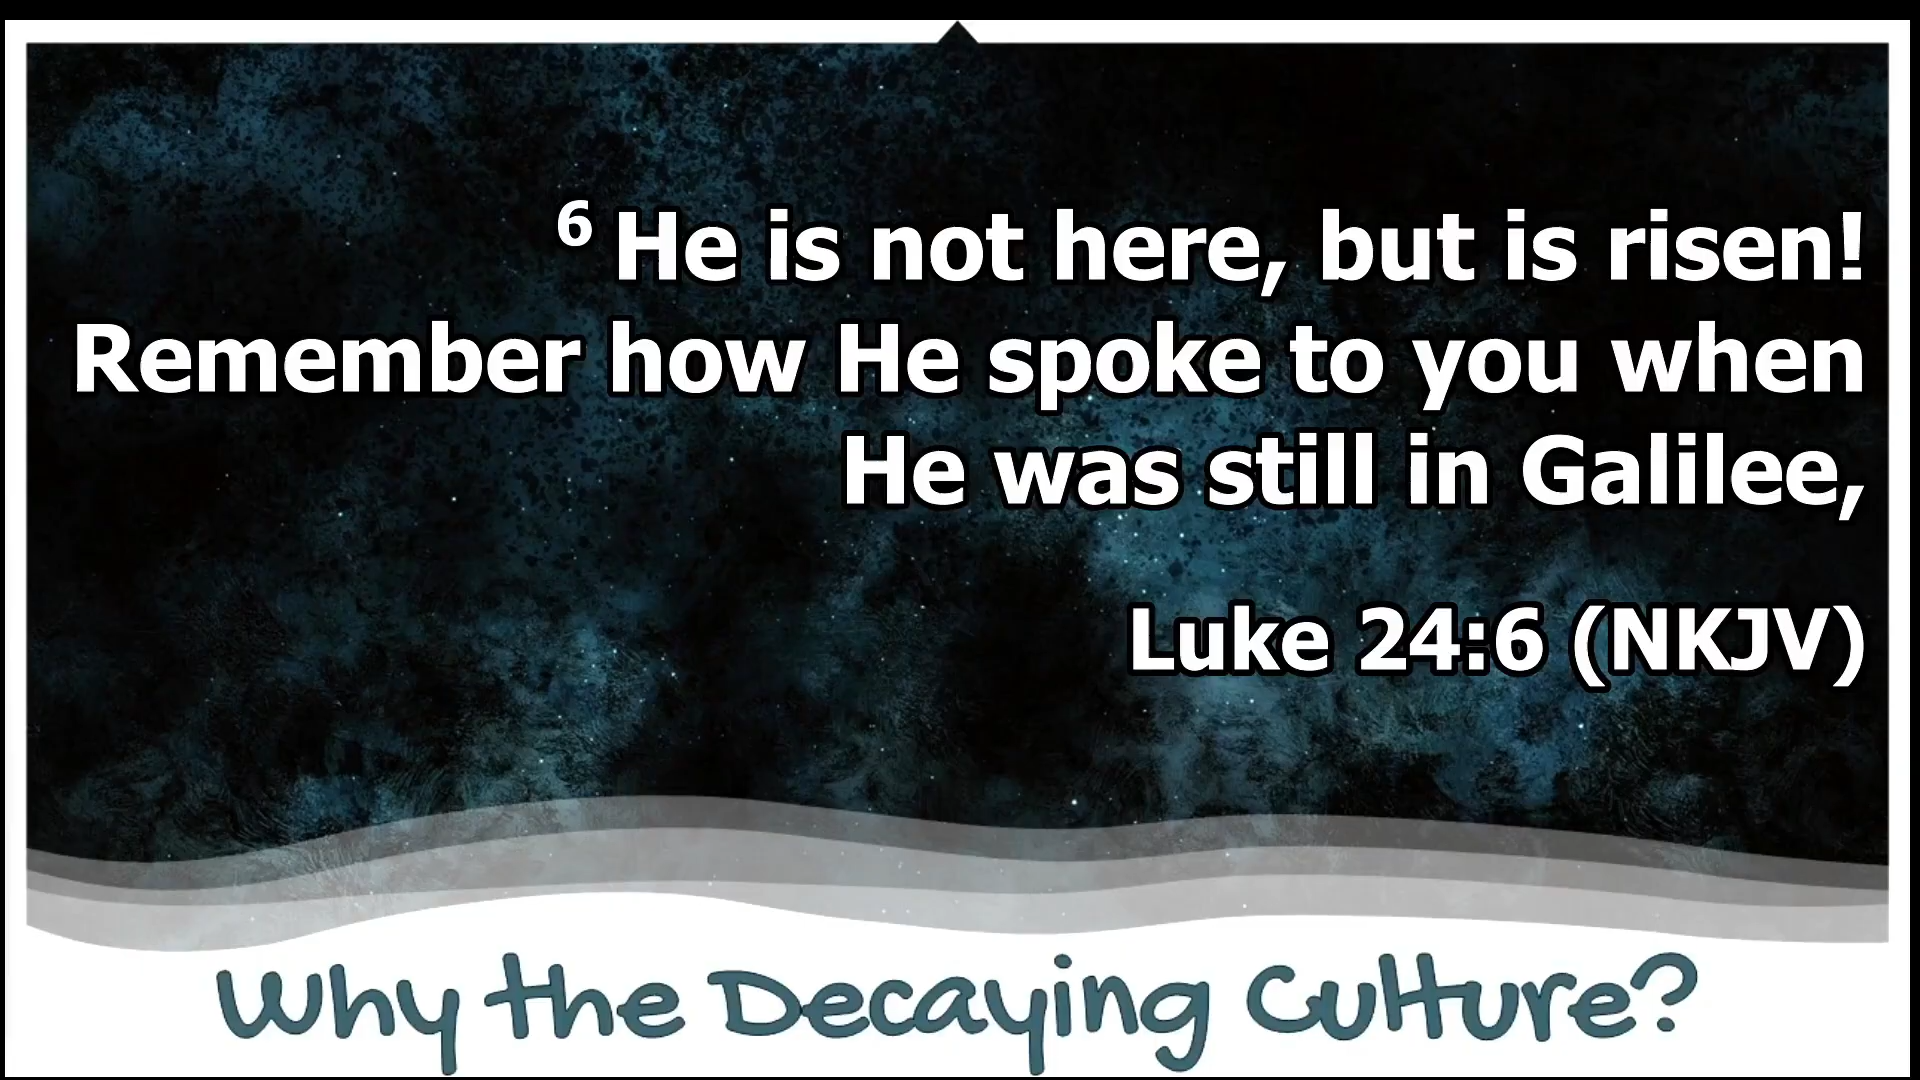 6 He is not here, but is risen!
Remember how He spoke to you when
He was still in Galilee,
Luke 24:6 (NKJV)
Why the Decaying Culture?